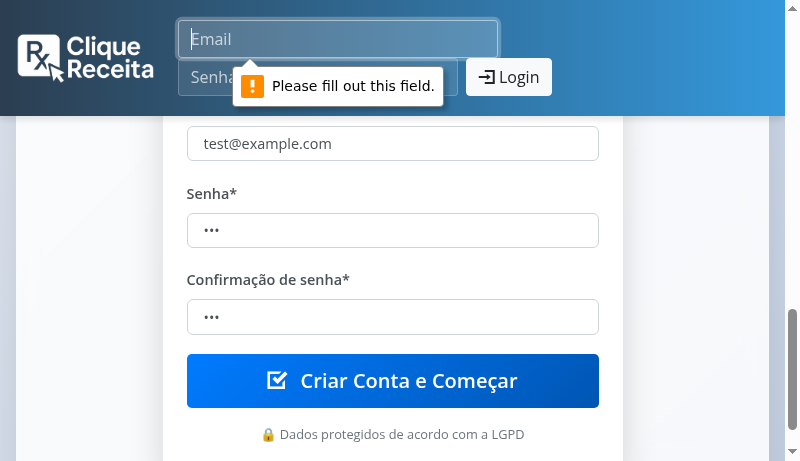 Rx Clique
Receita
Email
Senha
Login
Please fill out this field.
test@example.com
Senha*
•••
Confirmação de senha*
•••
Criar Conta e Começar
🔒 Dados protegidos de acordo com a LGPD